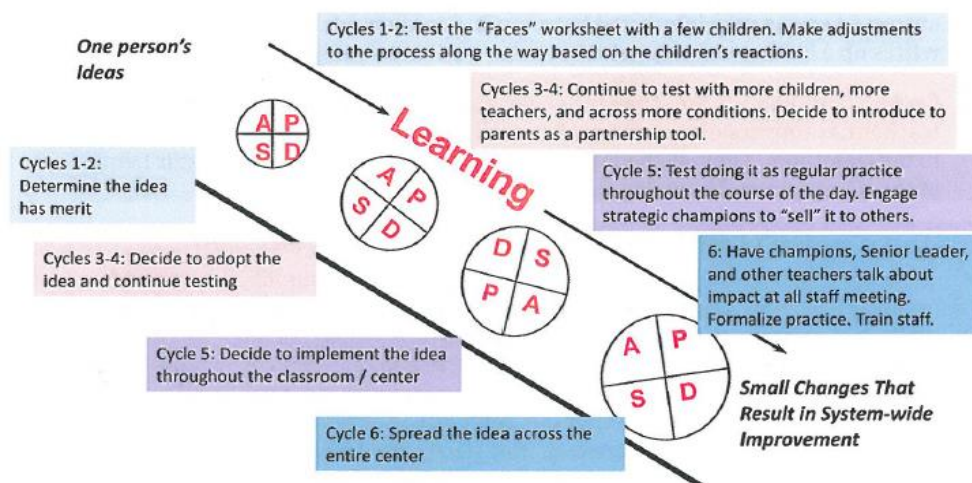 One person's
Ideas
Cycles 1-2: Test the "Faces" worksheet with a few children. Make adjustments
to the process along the way based on the children's reactions.
Cycles 3-4: Continue to test with more children, more
teachers, and across more conditions. Decide to introduce to
parents as a partnership tool.
Learning
A P
S D
Cycles 1-2:
Determine the idea
has merit
A P
S D
Cycle 5: Test doing it as regular practice
throughout the course of the day. Engage
strategic champions to "sell" it to others.
Cycles 3-4: Decide to adopt the
idea and continue testing
D S
P A
6: Have champions, Senior Leader,
and other teachers talk about
impact at all staff meeting.
Formalize practice. Train staff.
Cycle 5: Decide to implement the idea
throughout the classroom / center
A P
S D
Small Changes That
Result in System-wide
Improvement
Cycle 6: Spread the idea across the
entire center